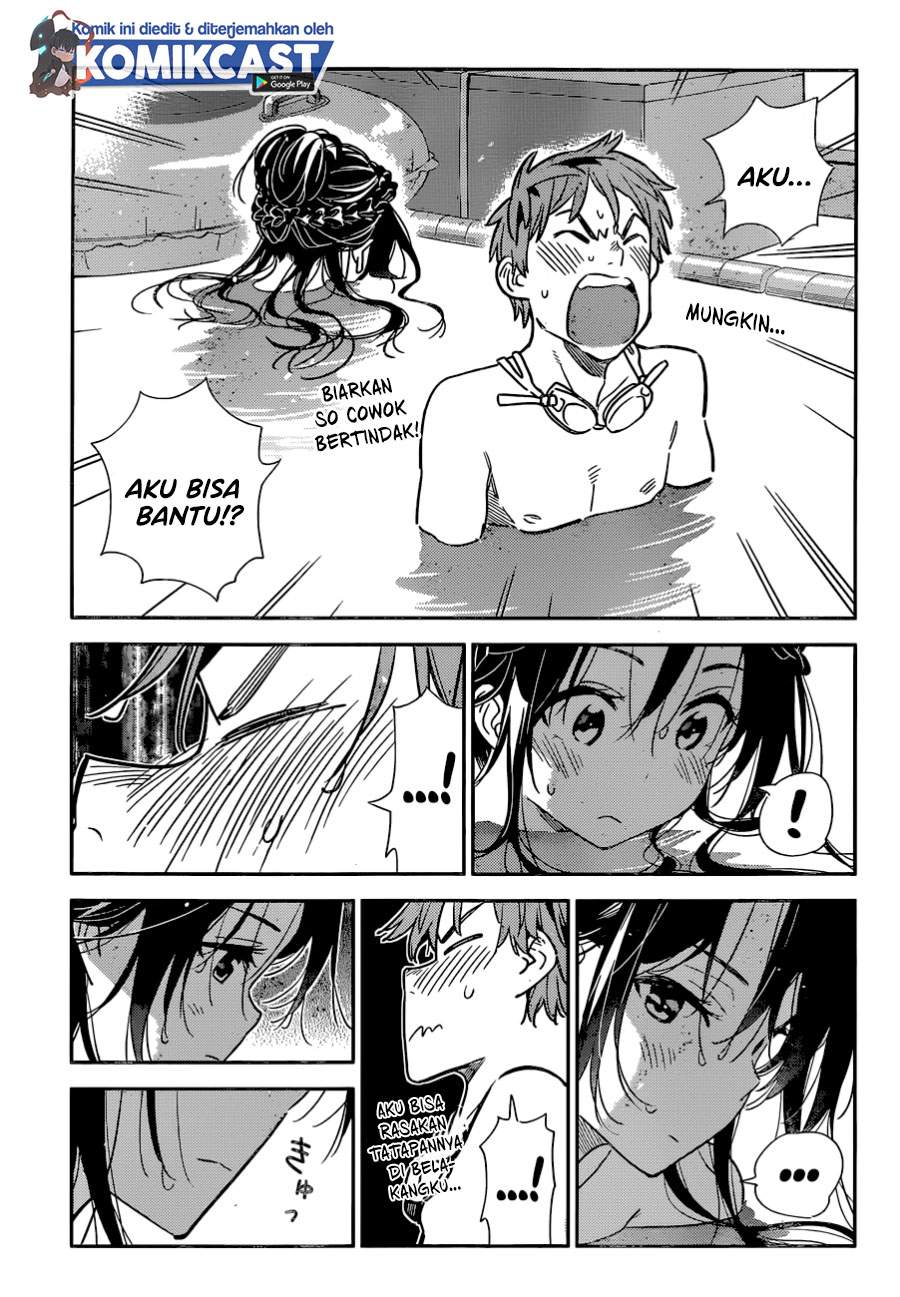 Komik ini diedit & diterjemahkan oleh
KOMIKCAST
GET IT ON
Google Play
AKU...
MUNGKIN...
BIARKAN
SO COWOK
BERTINDAK!
AKU BISA
BANTU!?
....!
!
AKU BISA
RASAKAN
TATAPANNYA
DI BELA-
KANGKU...
....!
...
きゅっ